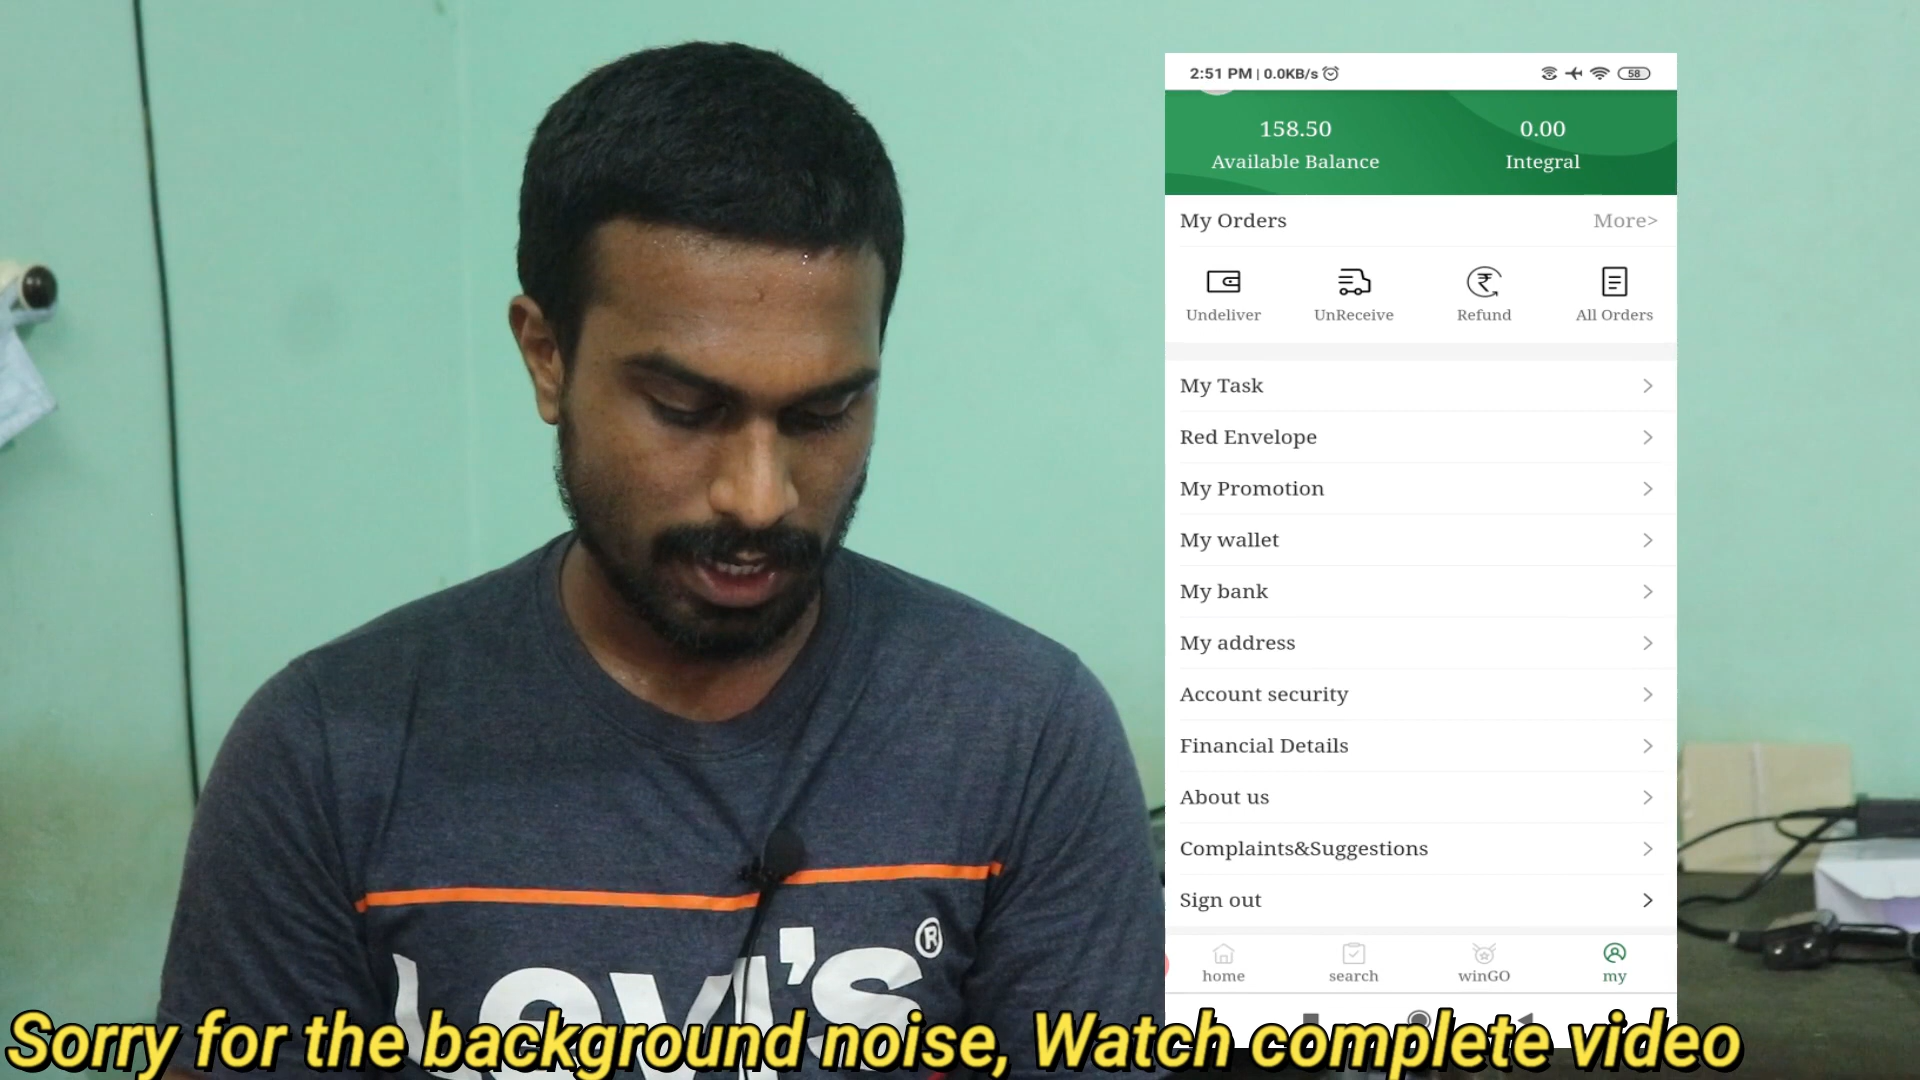 2:51 PM | 0.0KB/s
58
158.50
0.00
Available Balance
Integral
My Orders
More>
Undeliver
UnReceive
Refund
All Orders
My Task
Red Envelope
My Promotion
My wallet
My bank
My address
Account security
Financial Details
About us
Complaints&Suggestions
Sign out
home
search
winGO
my
Levi's ®
Sorry for the background noise, Watch complete video